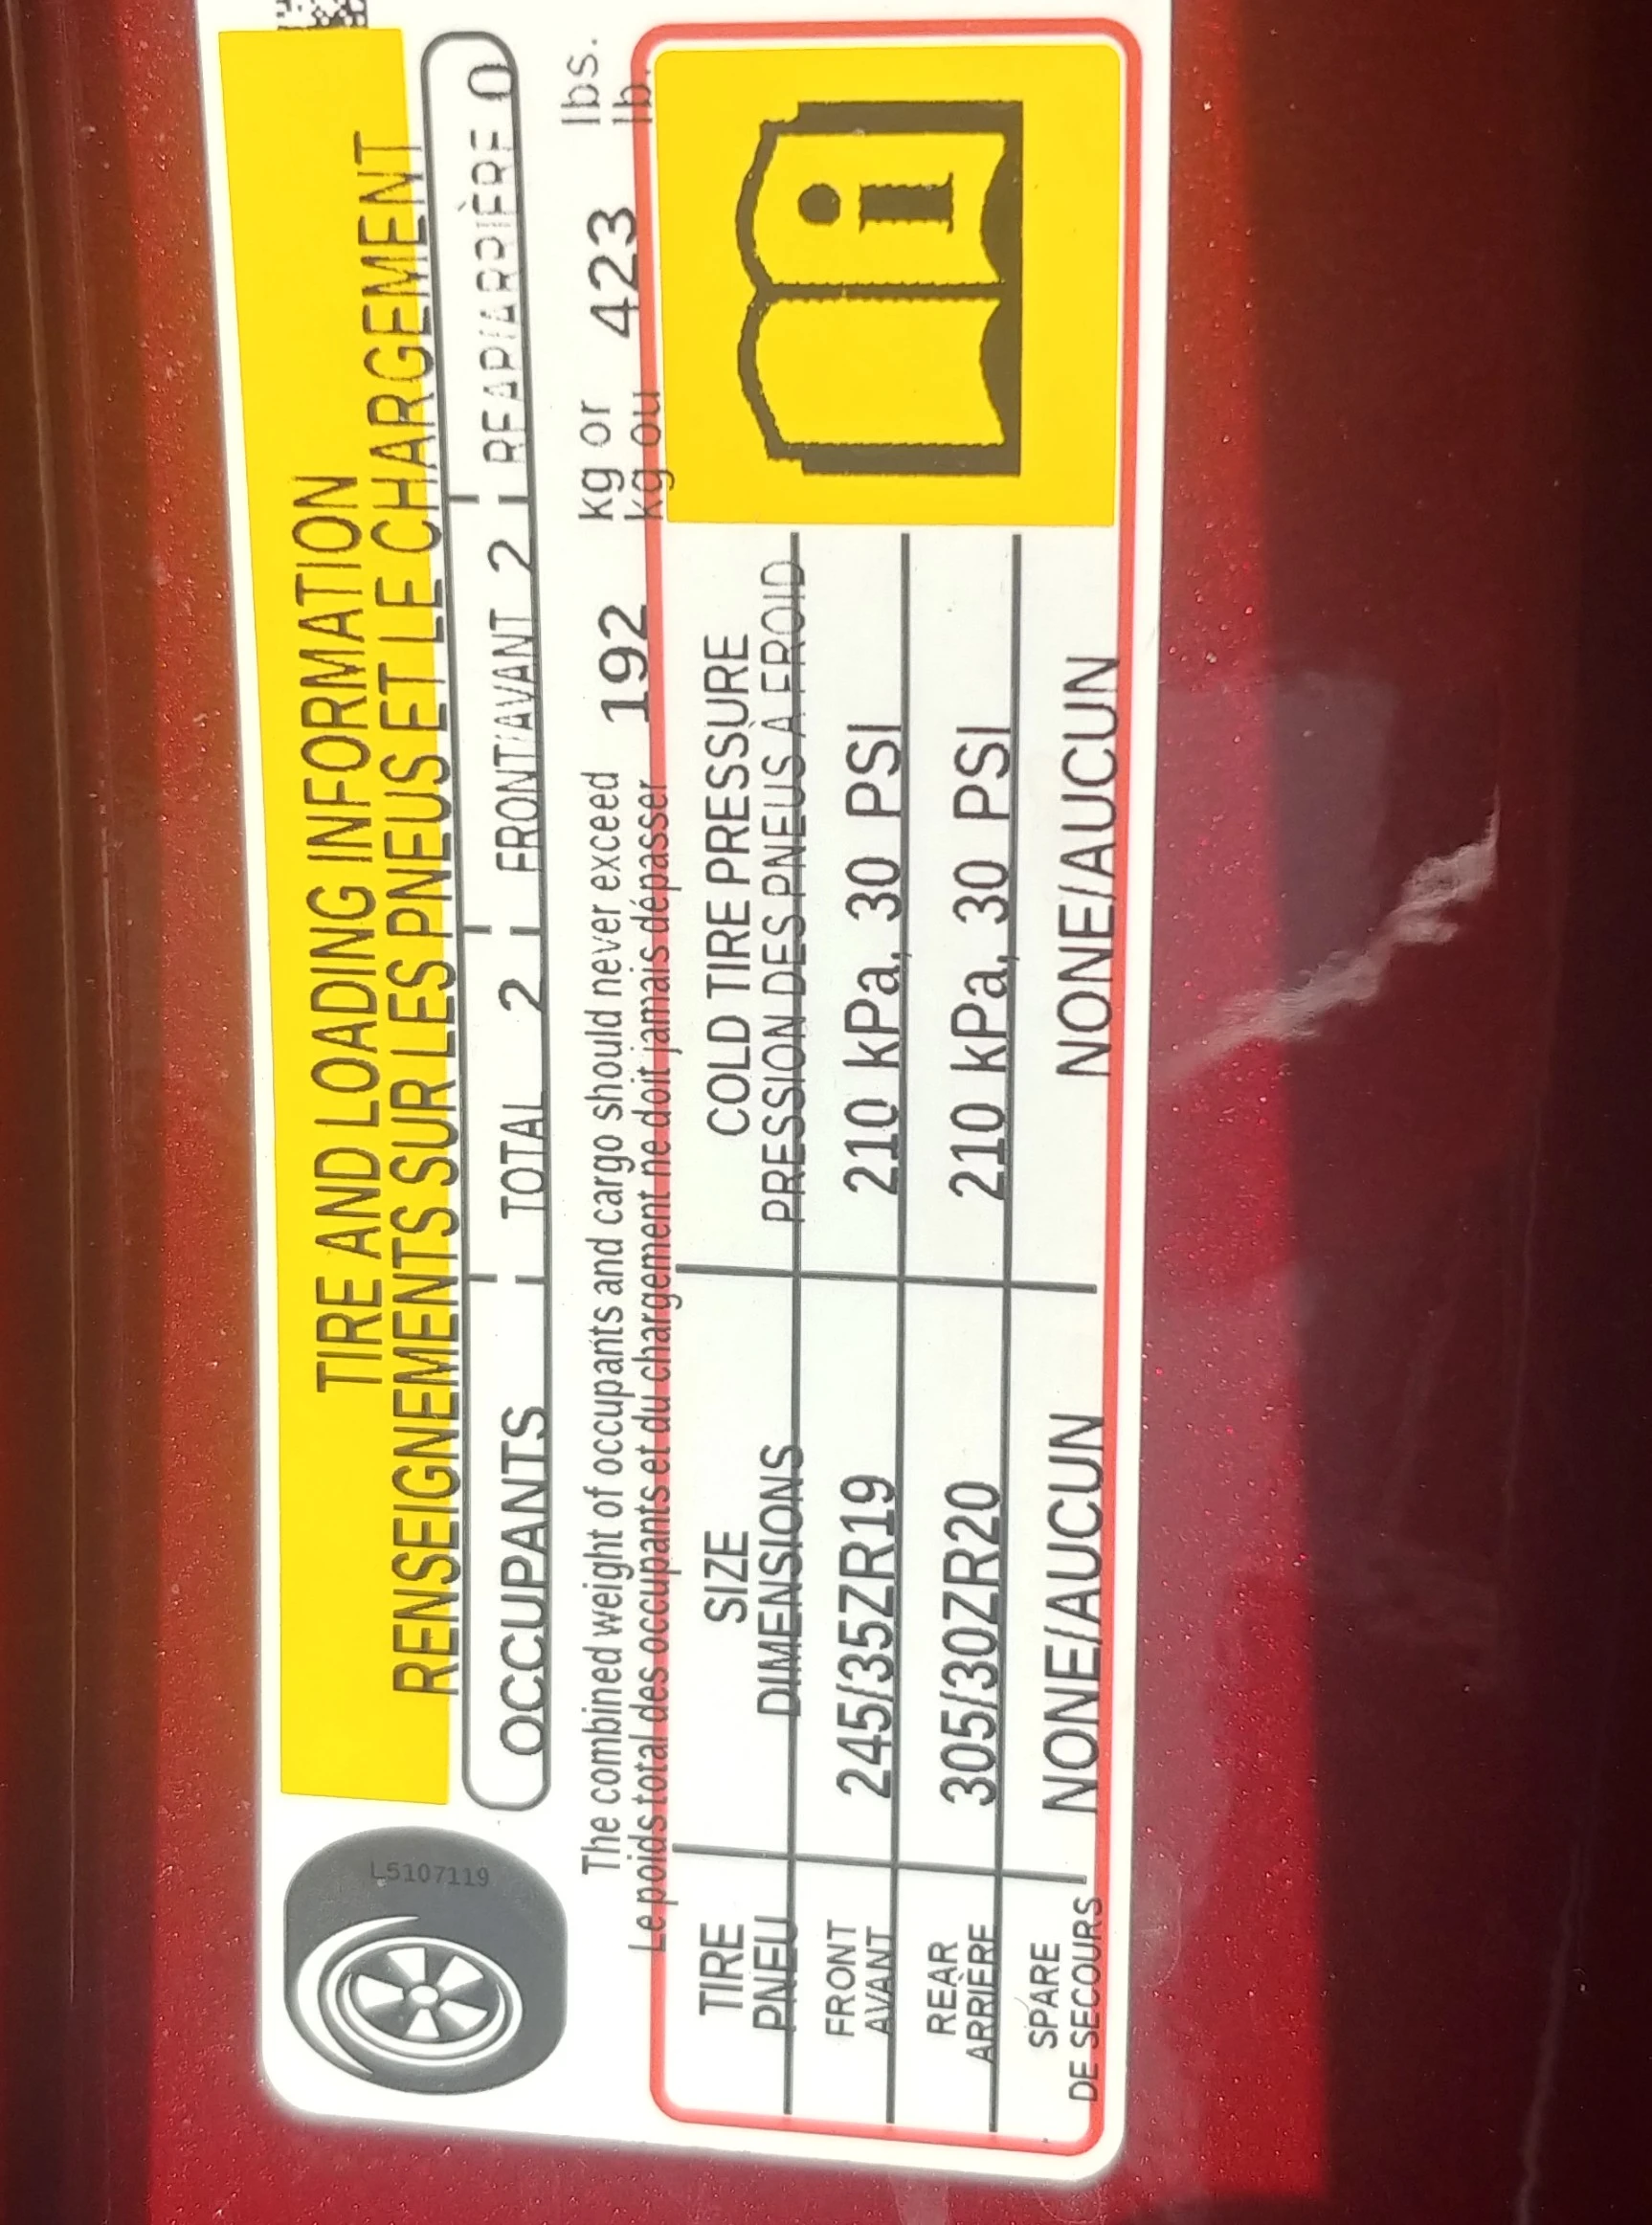 TIRE AND LOADING INFORMATION
RENSEIGNEMENTS SUR LES PNEUS ET LE CHARGEMENT
L5107119
OCCUPANTS TOTAL 2 FRONT/AVANT 2 REAR/ARRIÈRE 0
The combined weight of occupants and cargo should never exceed 192 kg or 423 lbs.
Le poids total des occupants et du chargement ne doit jamais dépasser kg ou lb.
TIRE SIZE COLD TIRE PRESSURE
PNEU DIMENSIONS PRESSION DES PNEUS À FROID
FRONT 245/35ZR19 210 kPa, 30 PSI
AVANT
REAR 305/30ZR20 210 kPa, 30 PSI
ARRIÈRE
SPARE NONE/AUCUN NONE/AUCUN
DE SECOURS
i